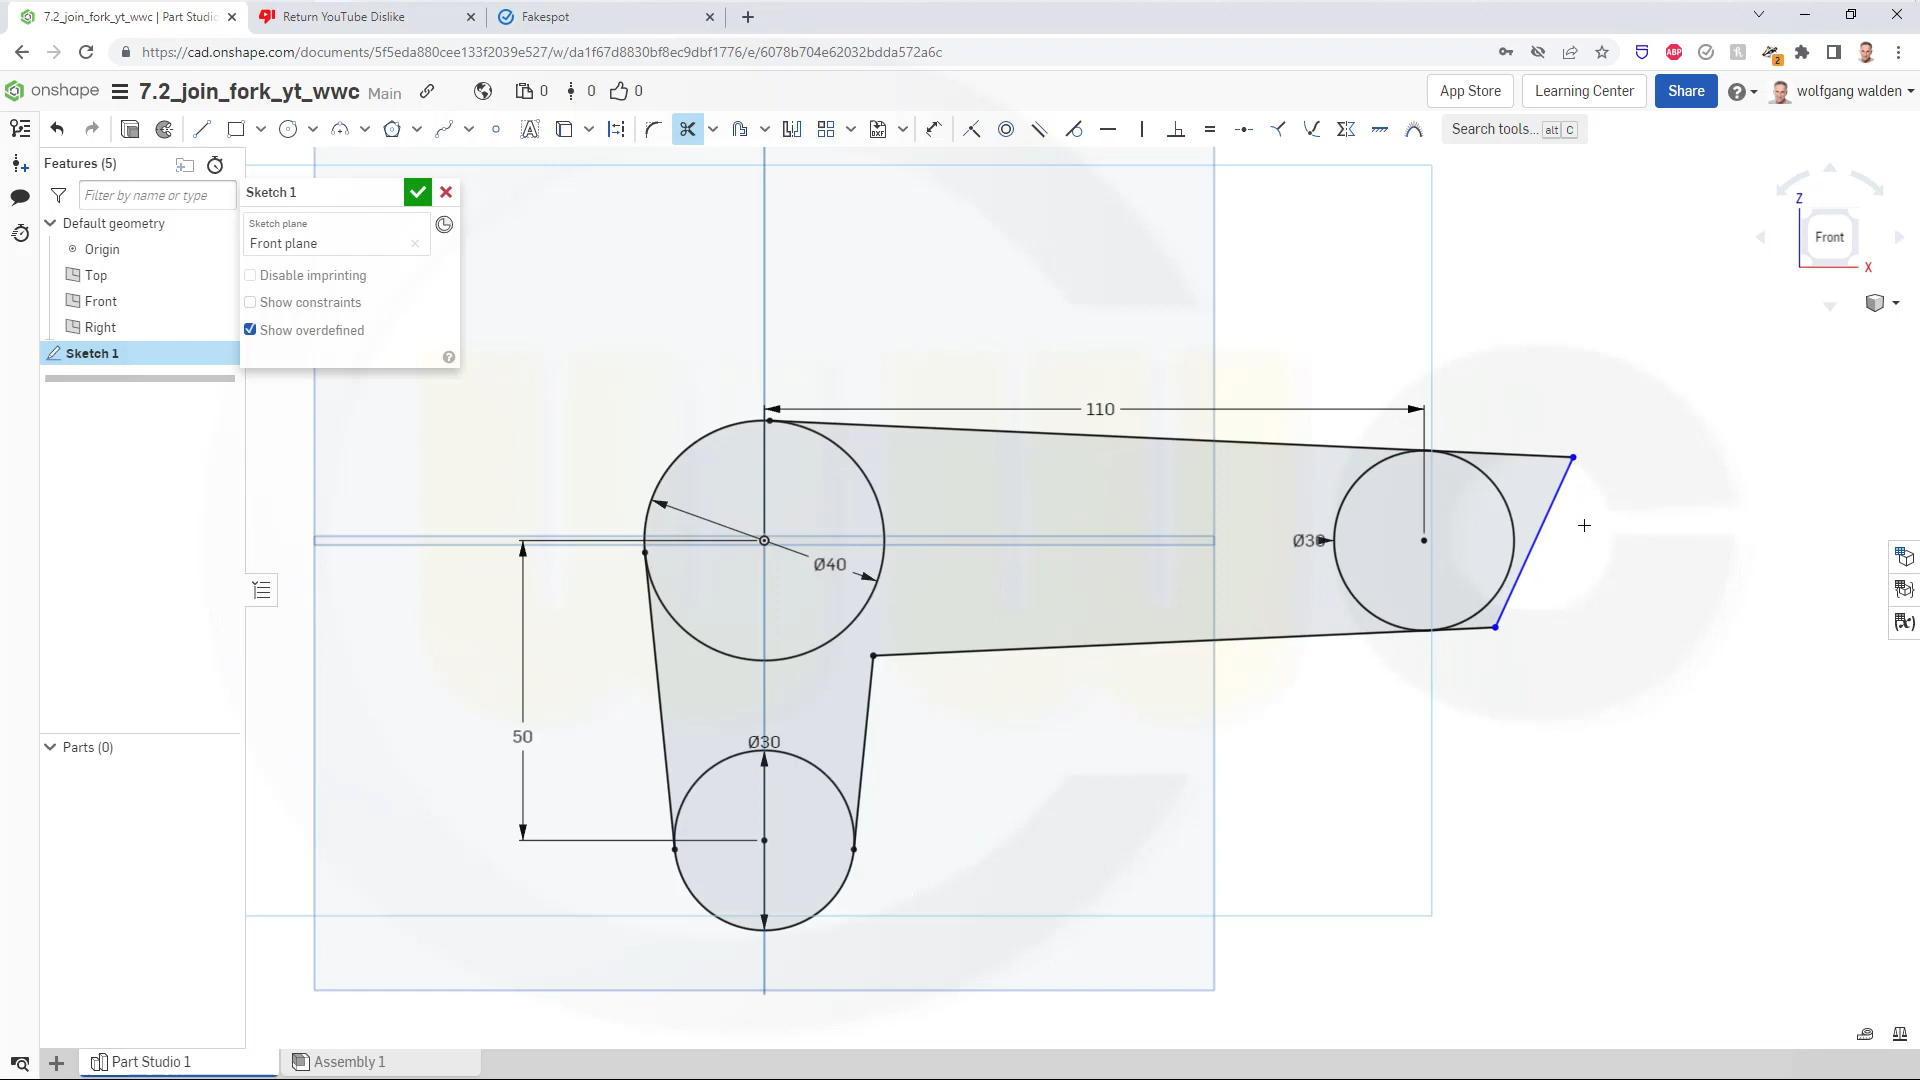 7.2_join_fork_yt_wwc | Part Studio
Return YouTube Dislike
Fakespot
https://cad.onshape.com/documents/5f5eda880cee133f2039e527/w/da1f67d8830bf8ec9dbf1776/e/6078b704e62032bdda572a6c
2
onshape
7.2_join_fork_yt_wwc Main
0
0
0
App Store
Learning Center
Share
wolfgang walden
Search tools... alt C
Features (5)
Filter by name or type
Default geometry
Origin
Top
Front
Right
Sketch 1
Parts (0)
Sketch 1
Sketch plane
Front plane
Disable imprinting
Show constraints
Show overdefined
Z
Front
X
110
Ø30
Ø40
50
Ø30
Part Studio 1
Assembly 1